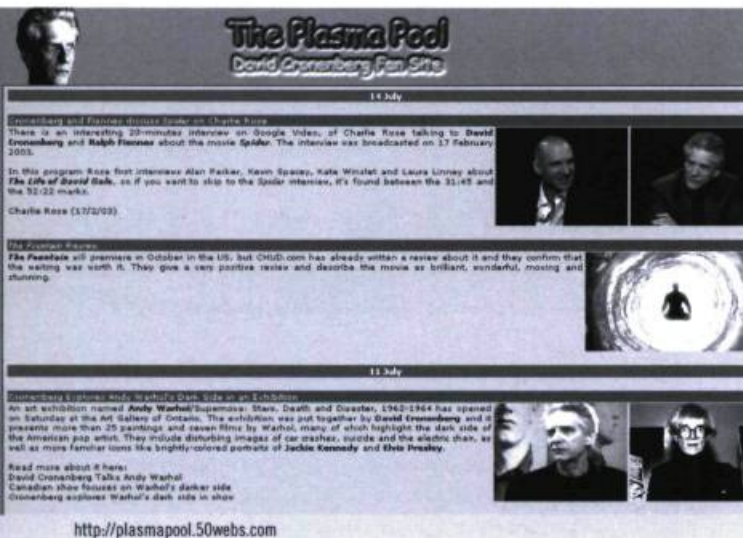 The Plasma Pool
David Cronenberg Fan Site
14 July
Cronenberg and Fiennes discuss Spider on Charlie Rose
There is an interesting 20-minutes interview on Google Video, of Charlie Rose talking to David
Cronenberg and Ralph Fiennes about the movie Spider. The interview was broadcasted on 17 February
2003.
In this program Rose first interviews Alan Parker, Kevin Spacey, Kate Winslet and Laura Linney about
The Life of David Gale, so if you want to skip to the Spider interview, it's found between the 31:45 and
the 52:22 marks.
Charlie Rose (17/2/03)
The Fountain Review
The Fountain will premiere in October in the US, but CHUD.com has already written a review about it and they confirm that
the waiting was worth it. They give a very positive review and describe the movie as brilliant, wonderful, moving and
stunning.
11 July
Cronenberg Explores Andy Warhol's Dark Side in an Exhibition
An art exhibition named Andy Warhol/Supernova: Stars, Death and Disaster, 1962-1964 has opened
on Saturday at the Art Gallery of Ontario. The exhibition was put together by David Cronenberg and it
presents more than 25 paintings and seven films by Warhol, many of which highlight the dark side of
the American pop artist. They include disturbing images of car crashes, suicide and the electric chair, as
well as more familiar icons like brightly-colored portraits of Jackie Kennedy and Elvis Presley.
Read more about it here:
David Cronenberg Talks Andy Warhol
Canadian show focuses on Warhol's darker side
Cronenberg explores Warhol's dark side in show
http://plasmapool.50webs.com